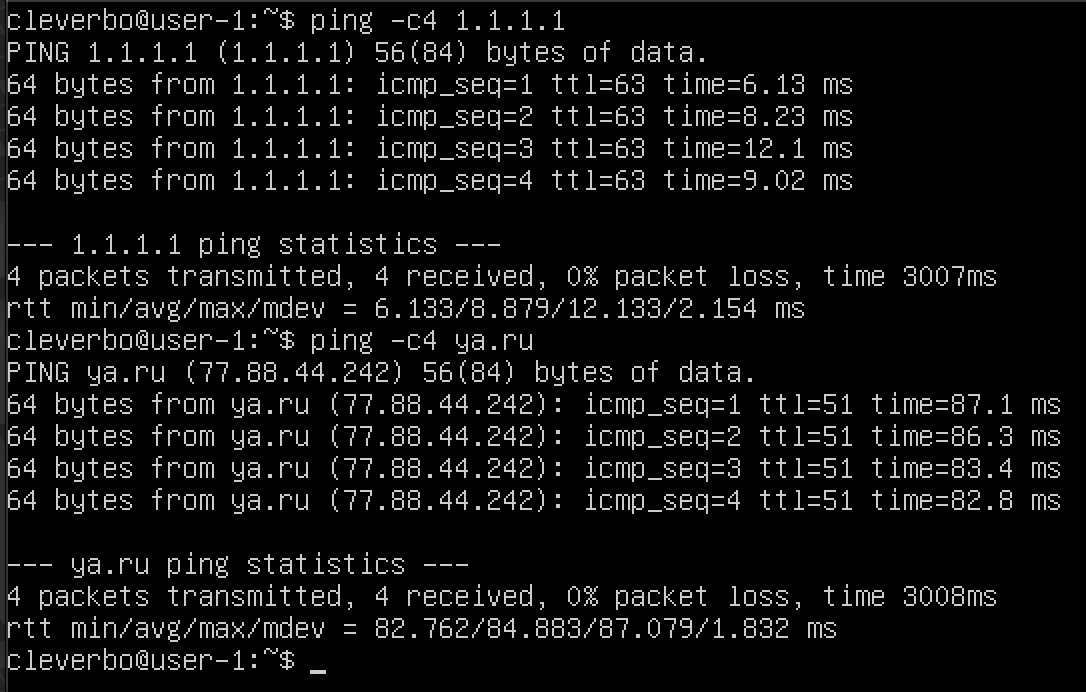 cleverbo@user-1:~$ ping -c4 1.1.1.1
PING 1.1.1.1 (1.1.1.1) 56(84) bytes of data.
64 bytes from 1.1.1.1: icmp_seq=1 ttl=63 time=6.13 ms
64 bytes from 1.1.1.1: icmp_seq=2 ttl=63 time=8.23 ms
64 bytes from 1.1.1.1: icmp_seq=3 ttl=63 time=12.1 ms
64 bytes from 1.1.1.1: icmp_seq=4 ttl=63 time=9.02 ms
--- 1.1.1.1 ping statistics ---
4 packets transmitted, 4 received, 0% packet loss, time 3007ms
rtt min/avg/max/mdev = 6.133/8.879/12.133/2.154 ms
cleverbo@user-1:~$ ping -c4 ya.ru
PING ya.ru (77.88.44.242) 56(84) bytes of data.
64 bytes from ya.ru (77.88.44.242): icmp_seq=1 ttl=51 time=87.1 ms
64 bytes from ya.ru (77.88.44.242): icmp_seq=2 ttl=51 time=86.3 ms
64 bytes from ya.ru (77.88.44.242): icmp_seq=3 ttl=51 time=83.4 ms
64 bytes from ya.ru (77.88.44.242): icmp_seq=4 ttl=51 time=82.8 ms
--- ya.ru ping statistics ---
4 packets transmitted, 4 received, 0% packet loss, time 3008ms
rtt min/avg/max/mdev = 82.762/84.883/87.079/1.832 ms
cleverbo@user-1:~$ _